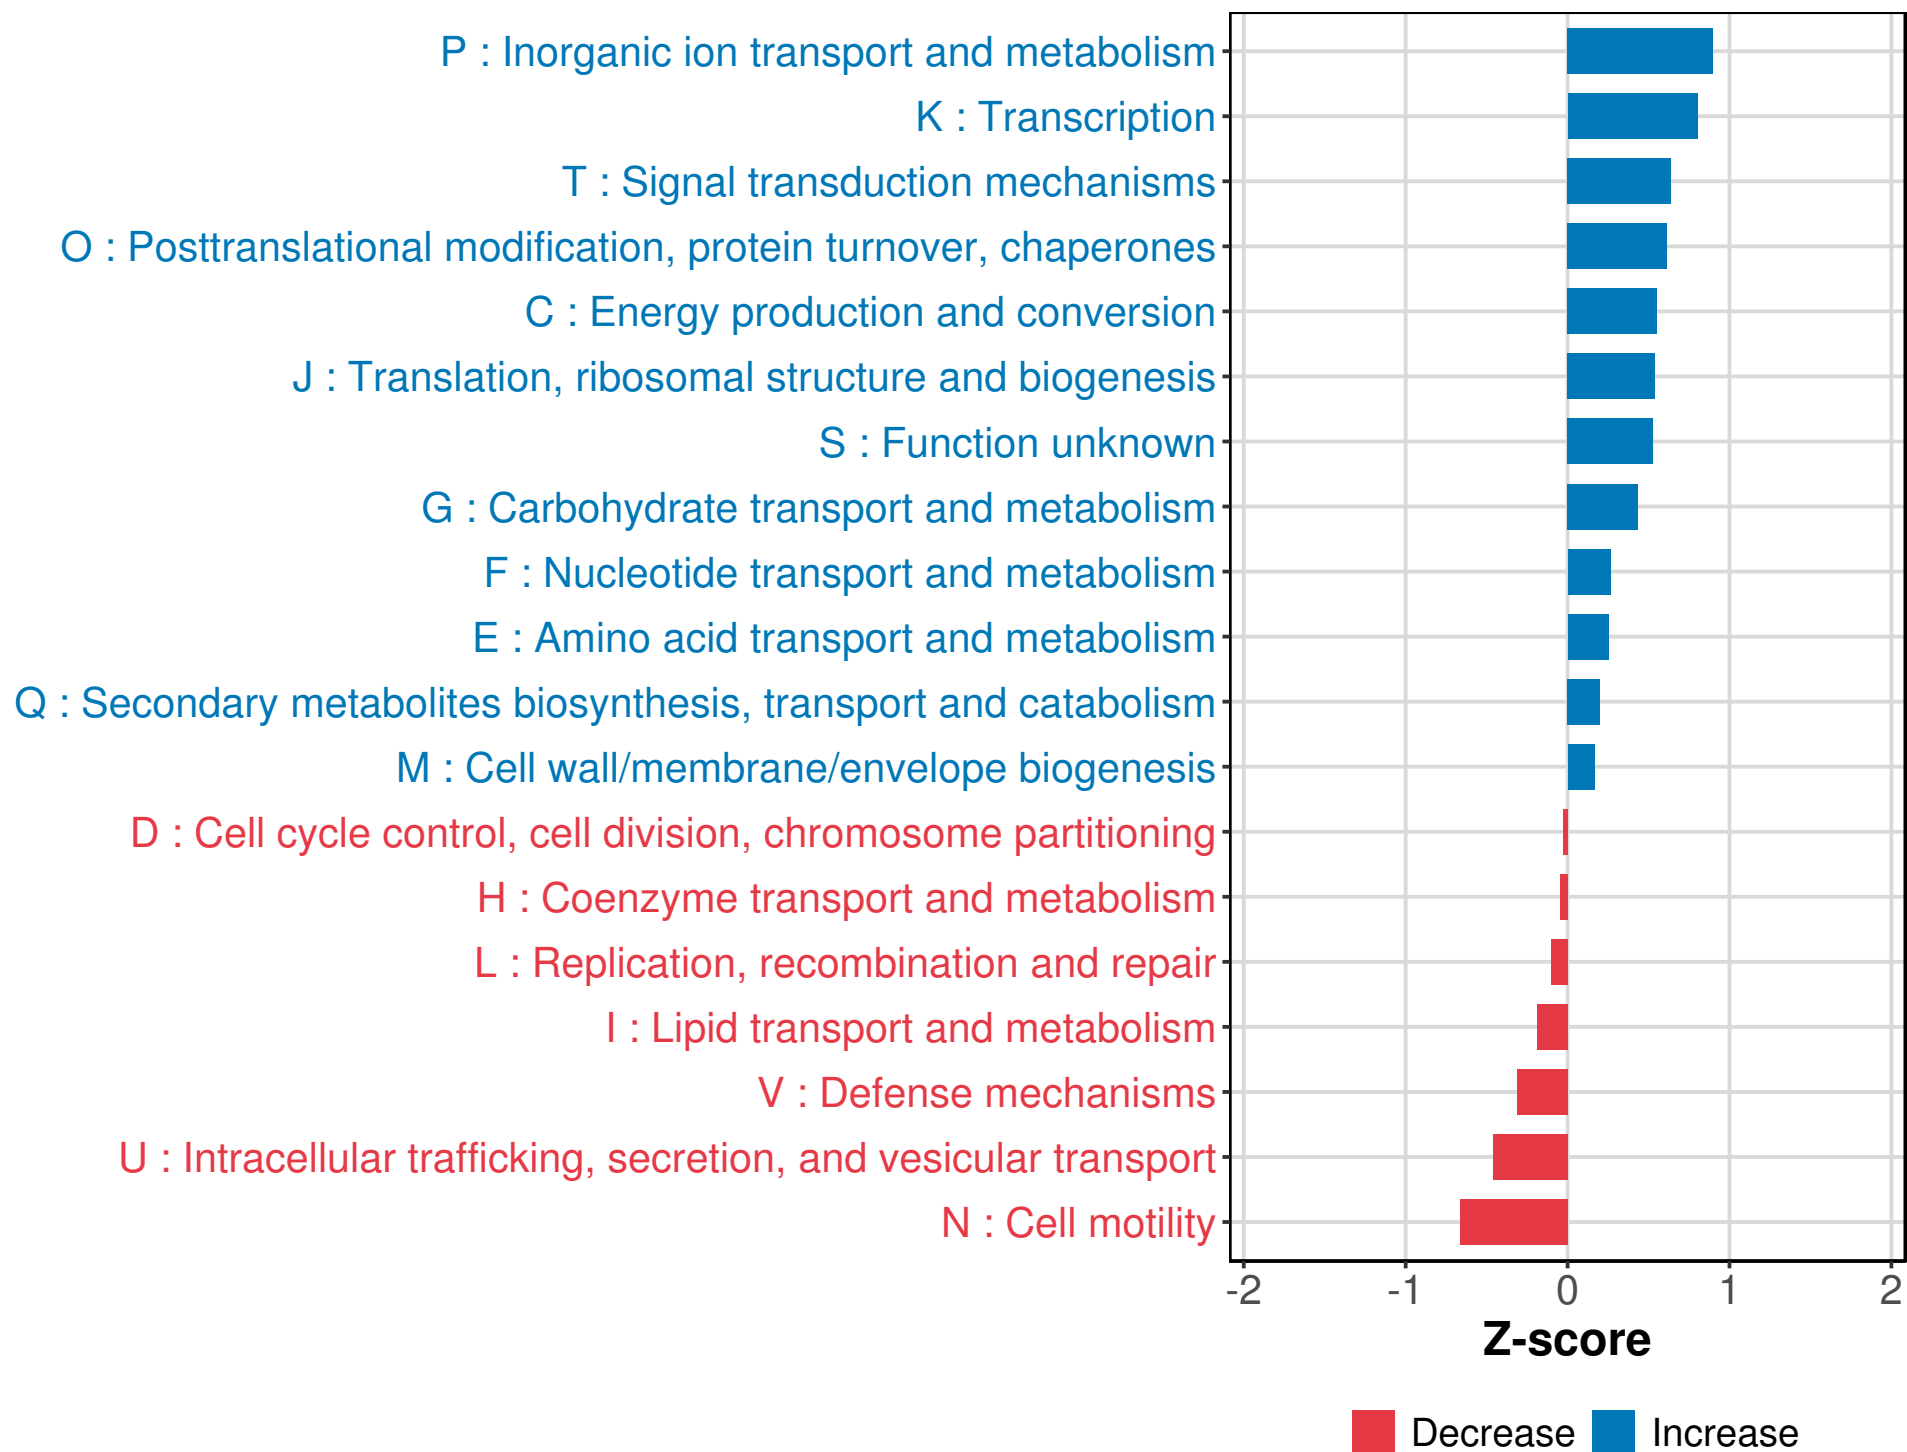 P : Inorganic ion transport and metabolism
K : Transcription
T : Signal transduction mechanisms
O : Posttranslational modification, protein turnover, chaperones
C : Energy production and conversion
J : Translation, ribosomal structure and biogenesis
S : Function unknown
G : Carbohydrate transport and metabolism
F : Nucleotide transport and metabolism
E : Amino acid transport and metabolism
Q : Secondary metabolites biosynthesis, transport and catabolism
M : Cell wall/membrane/envelope biogenesis
D : Cell cycle control, cell division, chromosome partitioning
H : Coenzyme transport and metabolism
L : Replication, recombination and repair
I : Lipid transport and metabolism
V : Defense mechanisms
U : Intracellular trafficking, secretion, and vesicular transport
N : Cell motility
-2 -1 0 1 2
Z-score
Decrease Increase